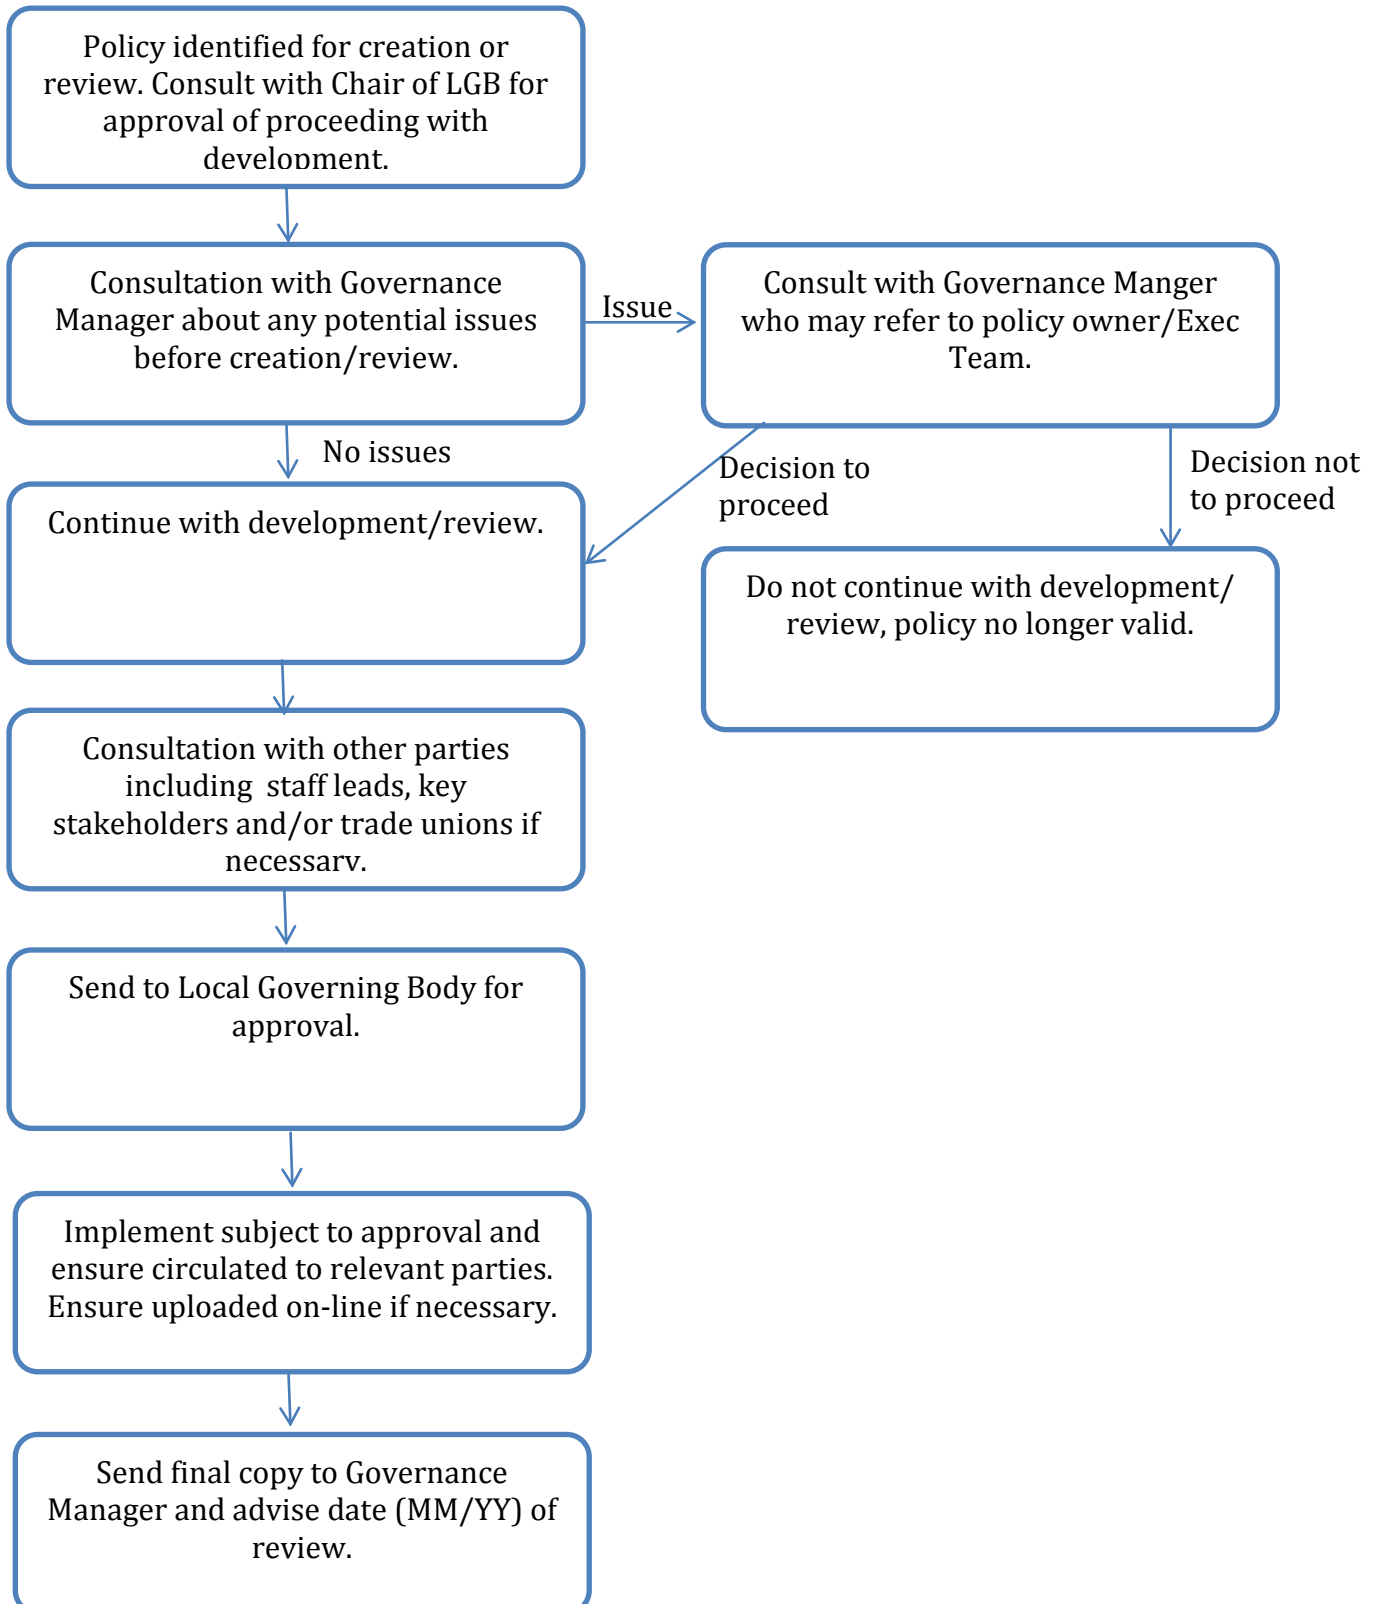 Policy identified for creation or
review. Consult with Chair of LGB for
approval of proceeding with
development.
Consultation with Governance
Manager about any potential issues
before creation/review.
Issue
Consult with Governance Manger
who may refer to policy owner/Exec
Team.
No issues
Decision to
proceed
Decision not
to proceed
Continue with development/review.
Do not continue with development/
review, policy no longer valid.
Consultation with other parties
including  staff leads, key
stakeholders and/or trade unions if
necessary.
Send to Local Governing Body for
approval.
Implement subject to approval and
ensure circulated to relevant parties.
Ensure uploaded on-line if necessary.
Send final copy to Governance
Manager and advise date (MM/YY) of
review.